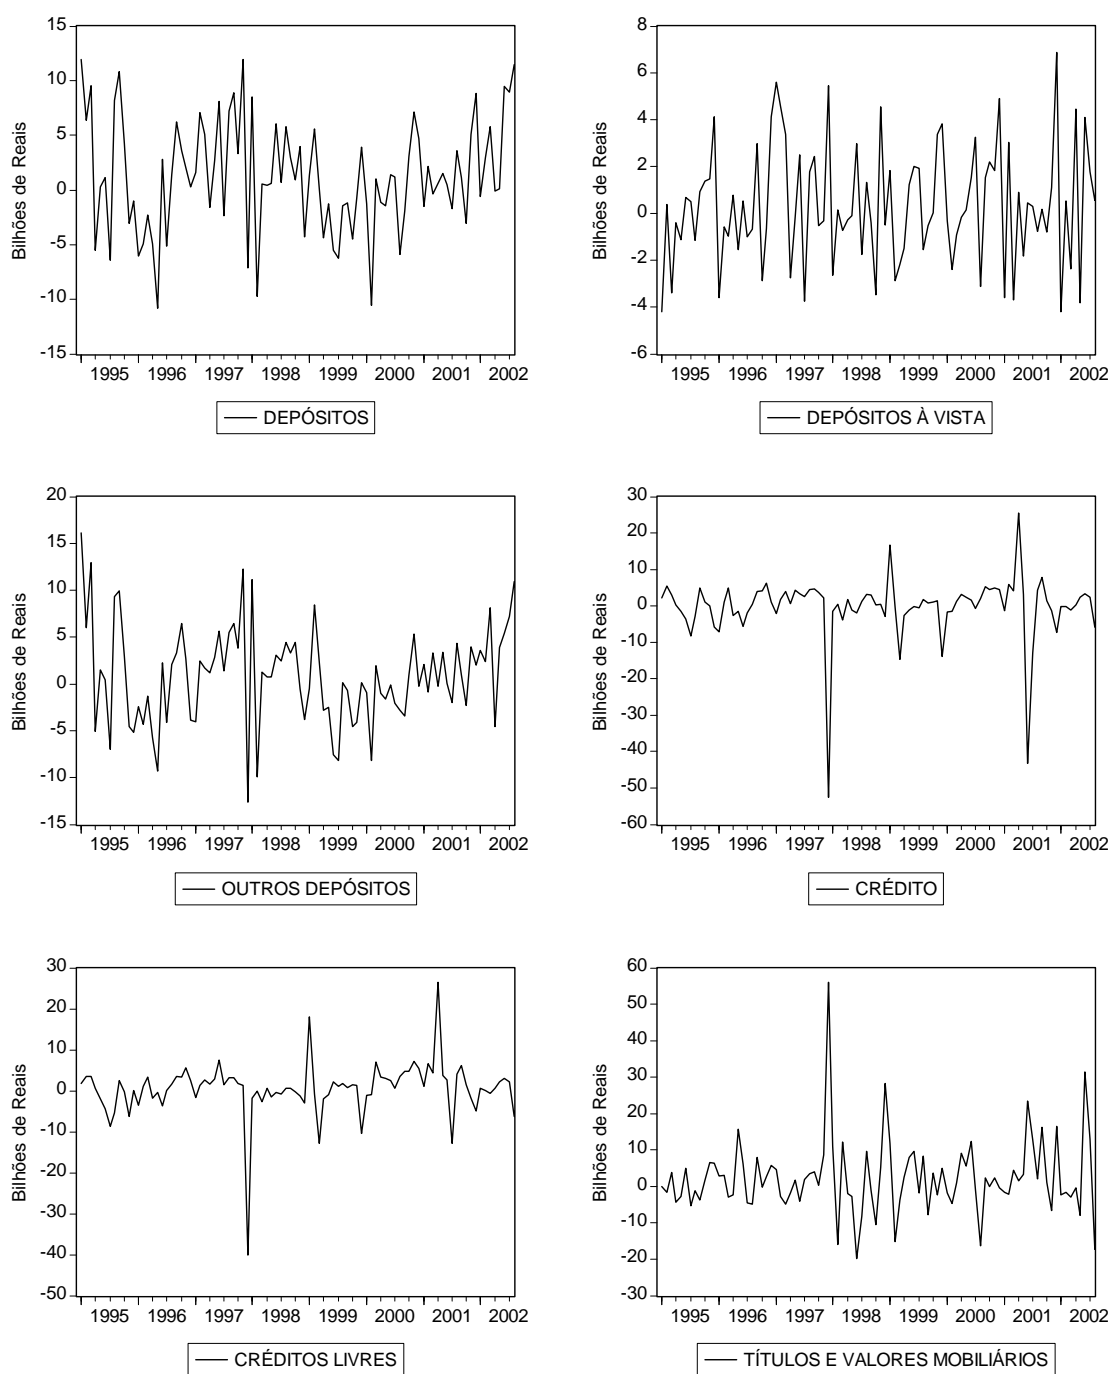 15
10
5
0
-5
-10
-15
Bilhões de Reais
1995 1996 1997 1998 1999 2000 2001 2002
DEPÓSITOS
8
6
4
2
0
-2
-4
-6
Bilhões de Reais
1995 1996 1997 1998 1999 2000 2001 2002
DEPÓSITOS À VISTA
20
15
10
5
0
-5
-10
-15
Bilhões de Reais
1995 1996 1997 1998 1999 2000 2001 2002
OUTROS DEPÓSITOS
30
20
10
0
-10
-20
-30
-40
-50
-60
Bilhões de Reais
1995 1996 1997 1998 1999 2000 2001 2002
CRÉDITO
30
20
10
0
-10
-20
-30
-40
-50
Bilhões de Reais
1995 1996 1997 1998 1999 2000 2001 2002
CRÉDITOS LIVRES
60
50
40
30
20
10
0
-10
-20
-30
Bilhões de Reais
1995 1996 1997 1998 1999 2000 2001 2002
TÍTULOS E VALORES MOBILIÁRIOS